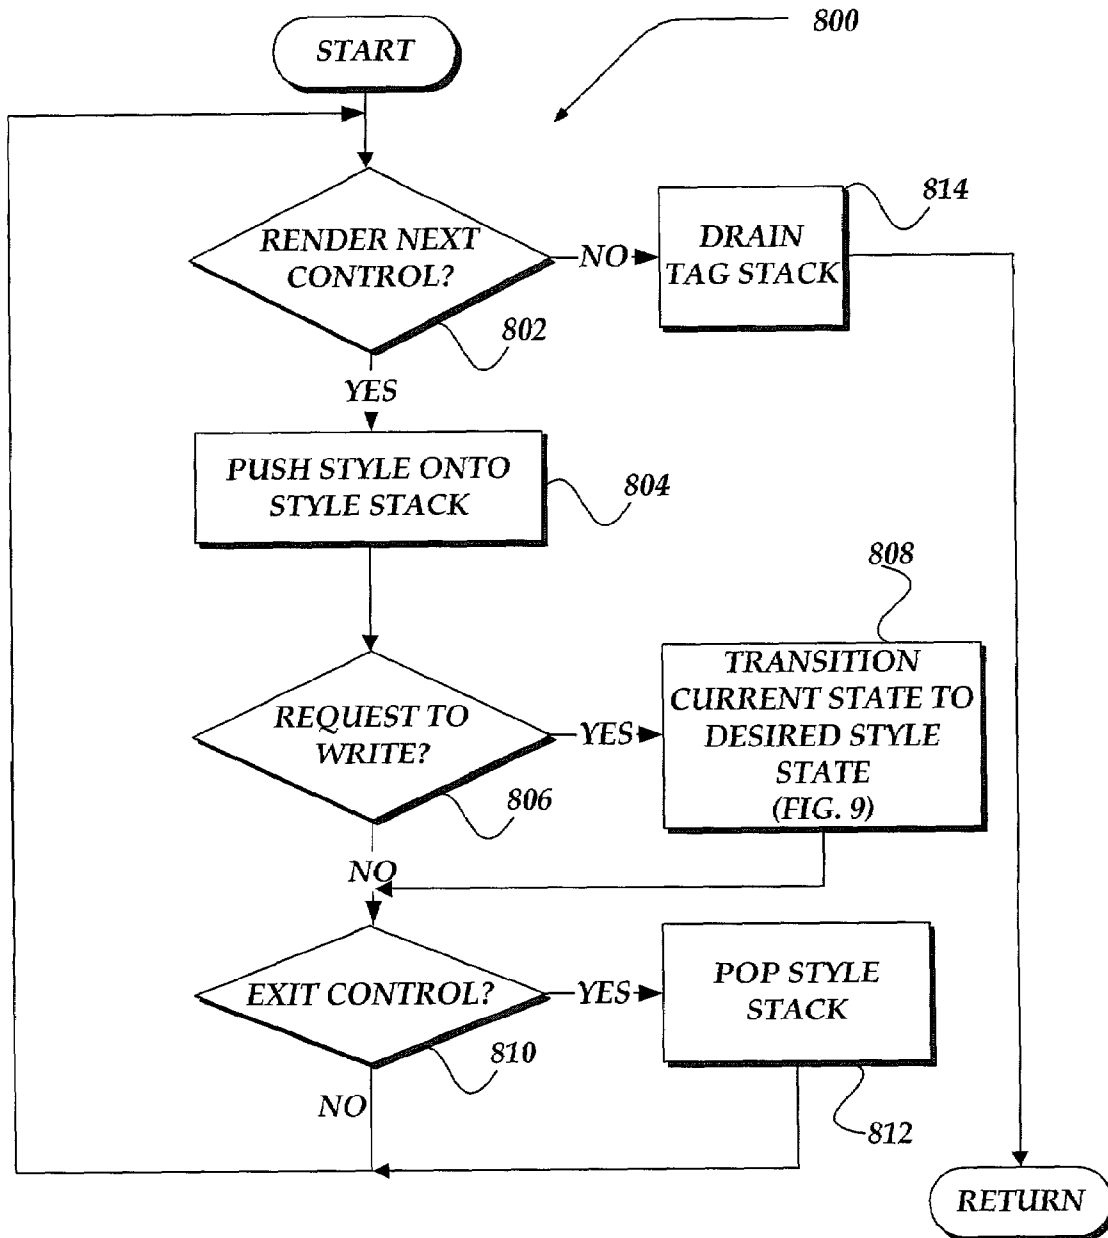 START
800
RENDER NEXT
CONTROL?
NO
DRAIN
TAG STACK
814
802
YES
PUSH STYLE ONTO
STYLE STACK
804
REQUEST TO
WRITE?
YES
TRANSITION
CURRENT STATE TO
DESIRED STYLE
STATE
(FIG. 9)
808
806
NO
EXIT CONTROL?
YES
POP STYLE
STACK
810
NO
812
RETURN